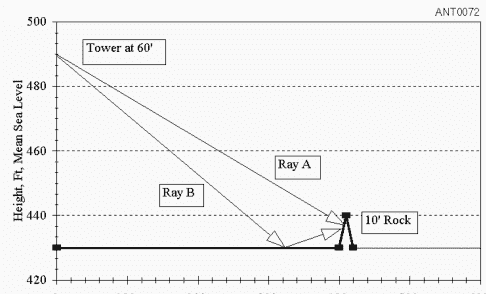 ANT0072
500
Tower at 60'
480
460
Ray A
Ray B
440
10' Rock
420
Height, Ft, Mean Sea Level